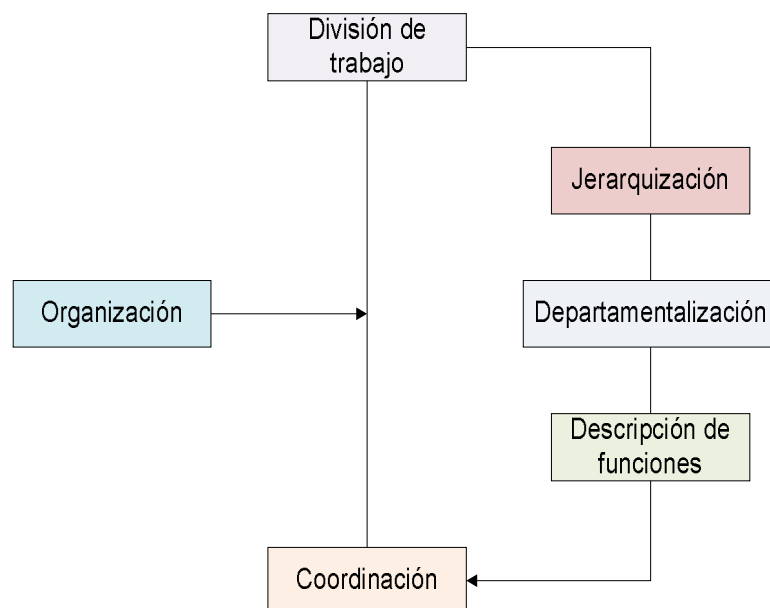 División de
trabajo
Jerarquización
Organización
Departamentalización
Descripción de
funciones
Coordinación